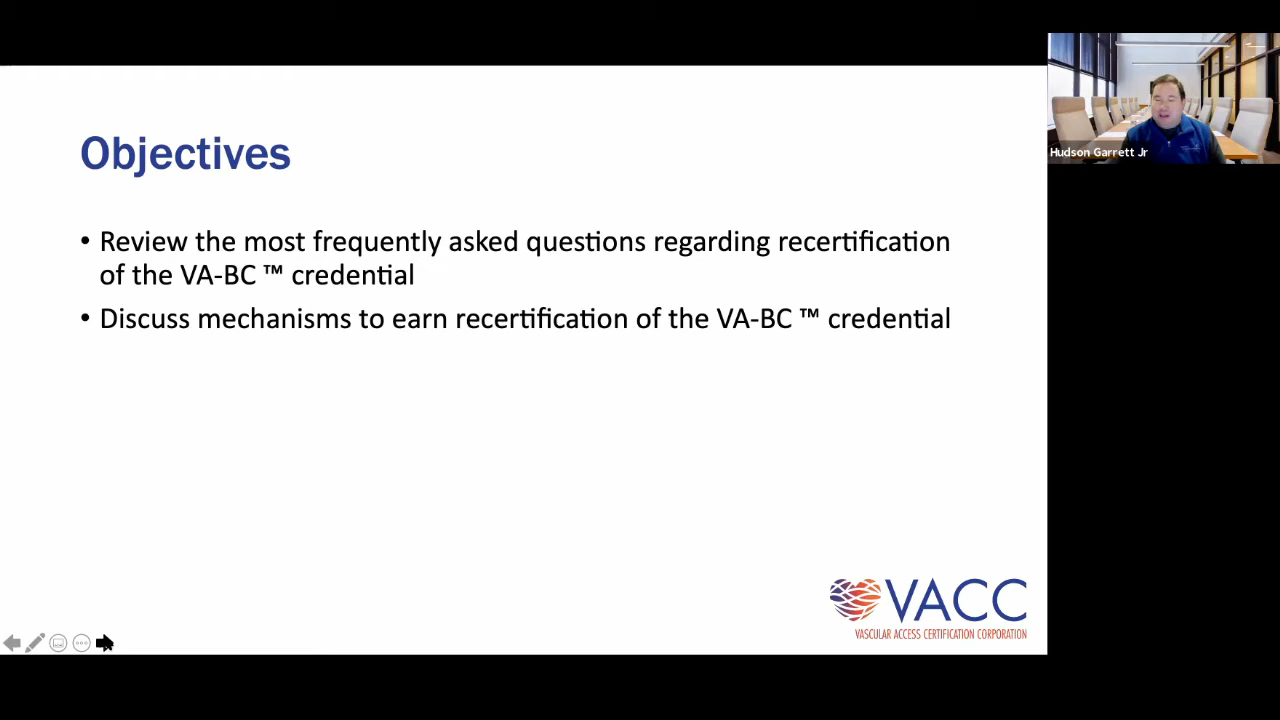 Objectives
• Review the most frequently asked questions regarding recertification
of the VA-BC ™ credential
• Discuss mechanisms to earn recertification of the VA-BC ™ credential
Hudson Garrett Jr
VACC
VASCULAR ACCESS CERTIFICATION CORPORATION